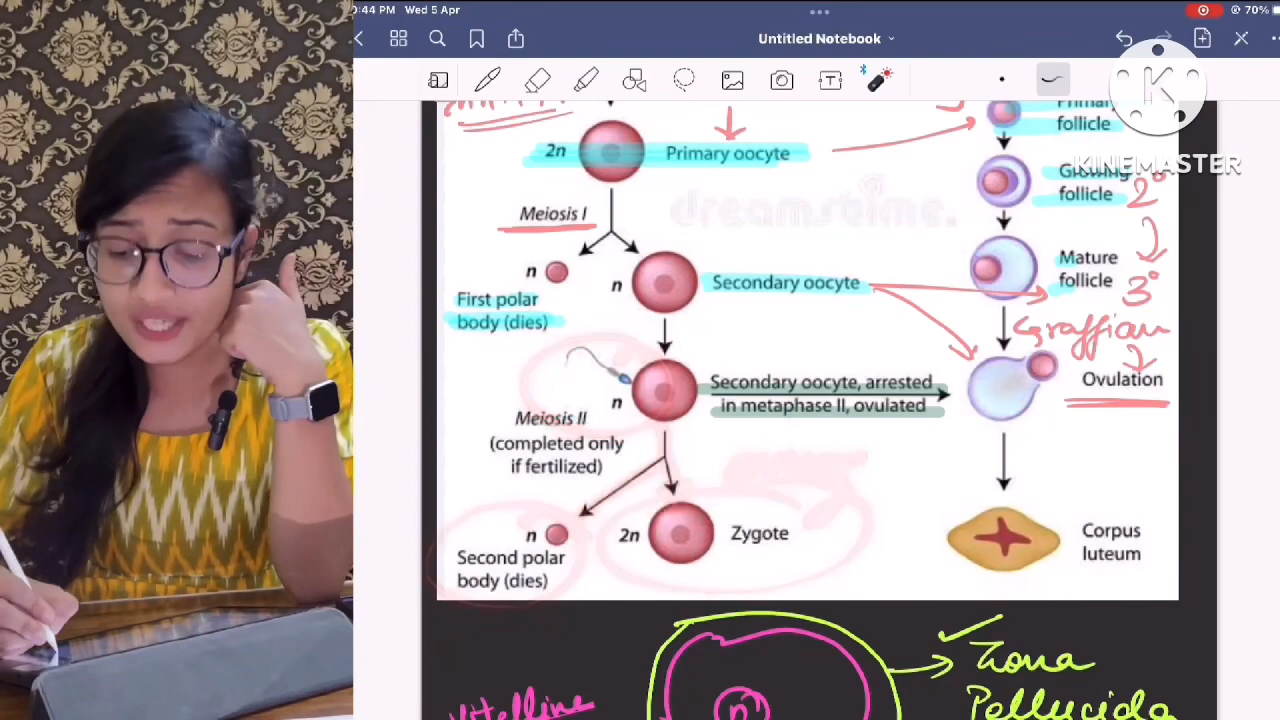 0:44 PM Wed 5 Apr
70%
Untitled Notebook
K
KINEMASTER
2n
Primary oocyte
follicle
Growing
follicle
2°
dreamstime.
Meiosis I
n
First polar
body (dies)
n
Secondary oocyte
Mature
follicle
3°
Graffian
n
Secondary oocyte, arrested
in metaphase II, ovulated
Ovulation
Meiosis II
(completed only
if fertilized)
n
Second polar
body (dies)
2n
Zygote
Corpus
luteum
Zona
Pellucida
Vitelline
n